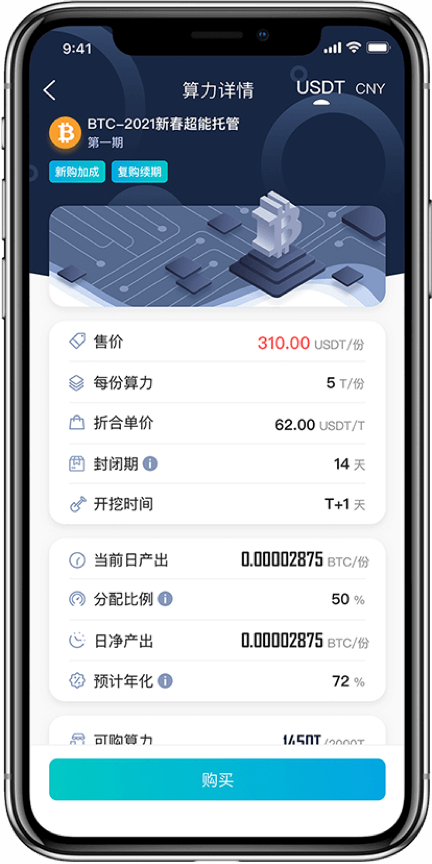 9:41
算力详情 USDT CNY
BTC-2021新春超能托管
第一期
新购加成 复购续期
售价 310.00 USDT/份
每份算力 5 T/份
折合单价 62.00 USDT/T
封闭期 14 天
开挖时间 T+1 天
当前日产出 0.00002875 BTC/份
分配比例 50 %
日净产出 0.00002875 BTC/份
预计年化 72 %
可购算力 1450T /2000T
购买